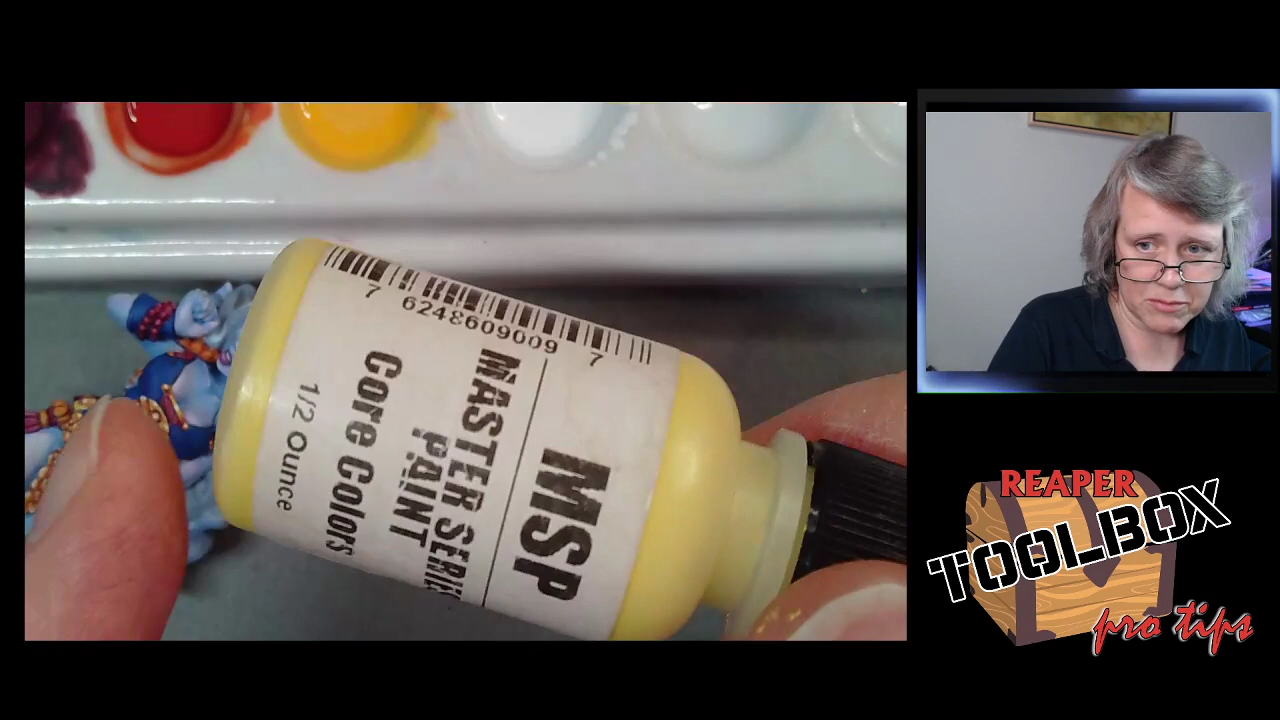 7 6248609009 7
MSP
MASTER SERIES
PAINT
Core Colors
1/2 Ounce
REAPER
TOOLBOX
pro tips